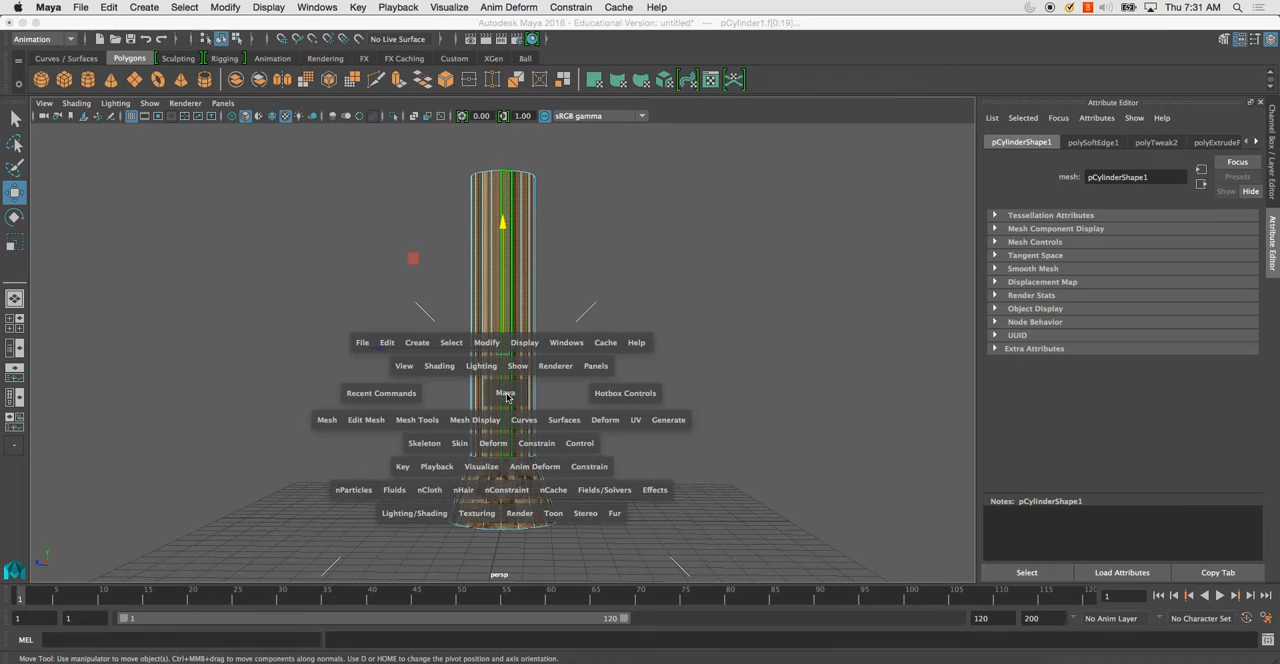 Maya File Edit Create Select Modify Display Windows Key Playback Visualize Anim Deform Constrain Cache Help Thu 7:31 AM
Autodesk Maya 2016 - Educational Version: untitled* --- pCylinder1.f[0:19]...
Animation No Live Surface
Curves / Surfaces Polygons Sculpting Rigging Animation Rendering FX FX Caching Custom XGen Ball
View Shading Lighting Show Renderer Panels Attribute Editor
0.00 1.00 sRGB gamma List Selected Focus Attributes Show Help
pCylinderShape1 polySoftEdge1 polyTweak2 polyExtrudeF
Focus
mesh: pCylinderShape1 Presets
Show Hide
Channel Box / Layer Editor
Attribute Editor
Tessellation Attributes
Mesh Component Display
Mesh Controls
Tangent Space
Smooth Mesh
Displacement Map
Render Stats
Object Display
Node Behavior
UUID
Extra Attributes
File Edit Create Select Modify Display Windows Cache Help
View Shading Lighting Show Renderer Panels
Recent Commands Maya Hotbox Controls
Mesh Edit Mesh Mesh Tools Mesh Display Curves Surfaces Deform UV Generate
Skeleton Skin Deform Constrain Control
Key Playback Visualize Anim Deform Constrain
nParticles Fluids nCloth nHair nConstraint nCache Fields/Solvers Effects
Lighting/Shading Texturing Render Toon Stereo Fur
persp
Notes: pCylinderShape1
Select Load Attributes Copy Tab
1 5 10 15 20 25 30 35 40 45 50 55 60 65 70 75 80 85 90 95 100 105 110 115 120 1
1 1 1 120 120 200 No Anim Layer No Character Set
MEL
Move Tool: Use manipulator to move object(s). Ctrl+MMB+drag to move components along normals. Use D or HOME to change the pivot position and axis orientation.